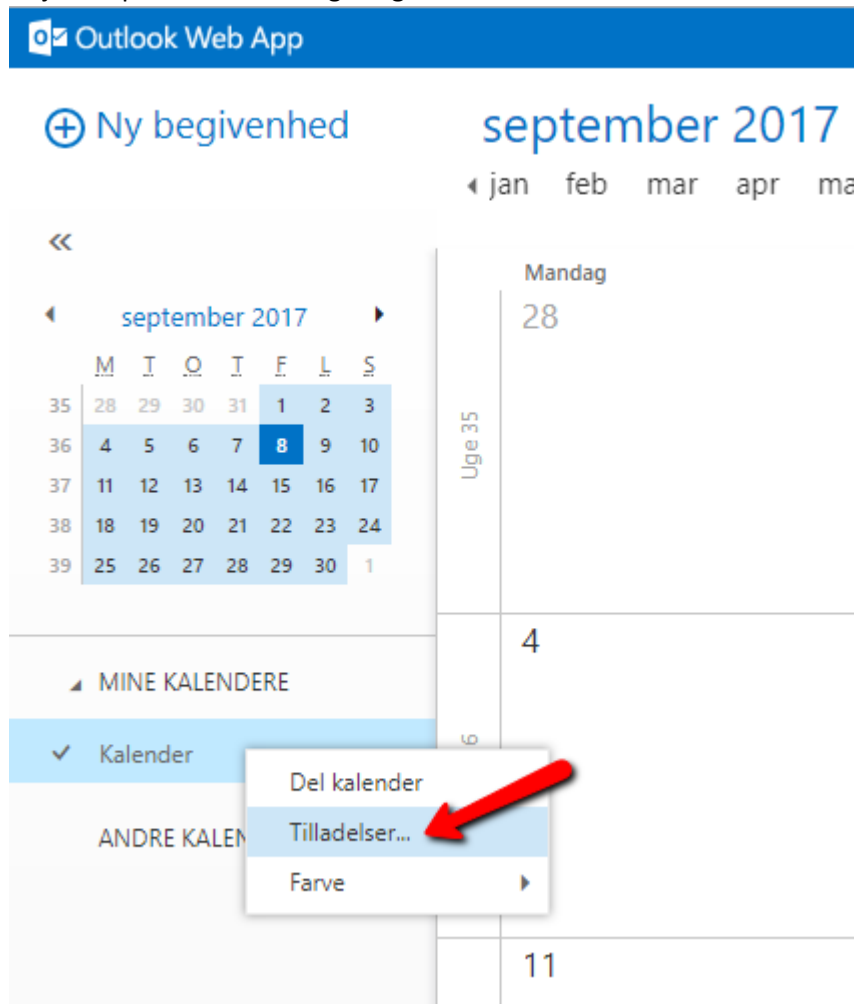 Outlook Web App
Ny begivenhed
september 2017
jan feb mar apr
september 2017
M T O T F L S
35 28 29 30 31 1 2 3
36 4 5 6 7 8 9 10
37 11 12 13 14 15 16 17
38 18 19 20 21 22 23 24
39 25 26 27 28 29 30 1
Mandag
28
Uge 35
4
MINE KALENDERE
Kalender
Del kalender
Tilladelser...
Farve
ANDRE
11